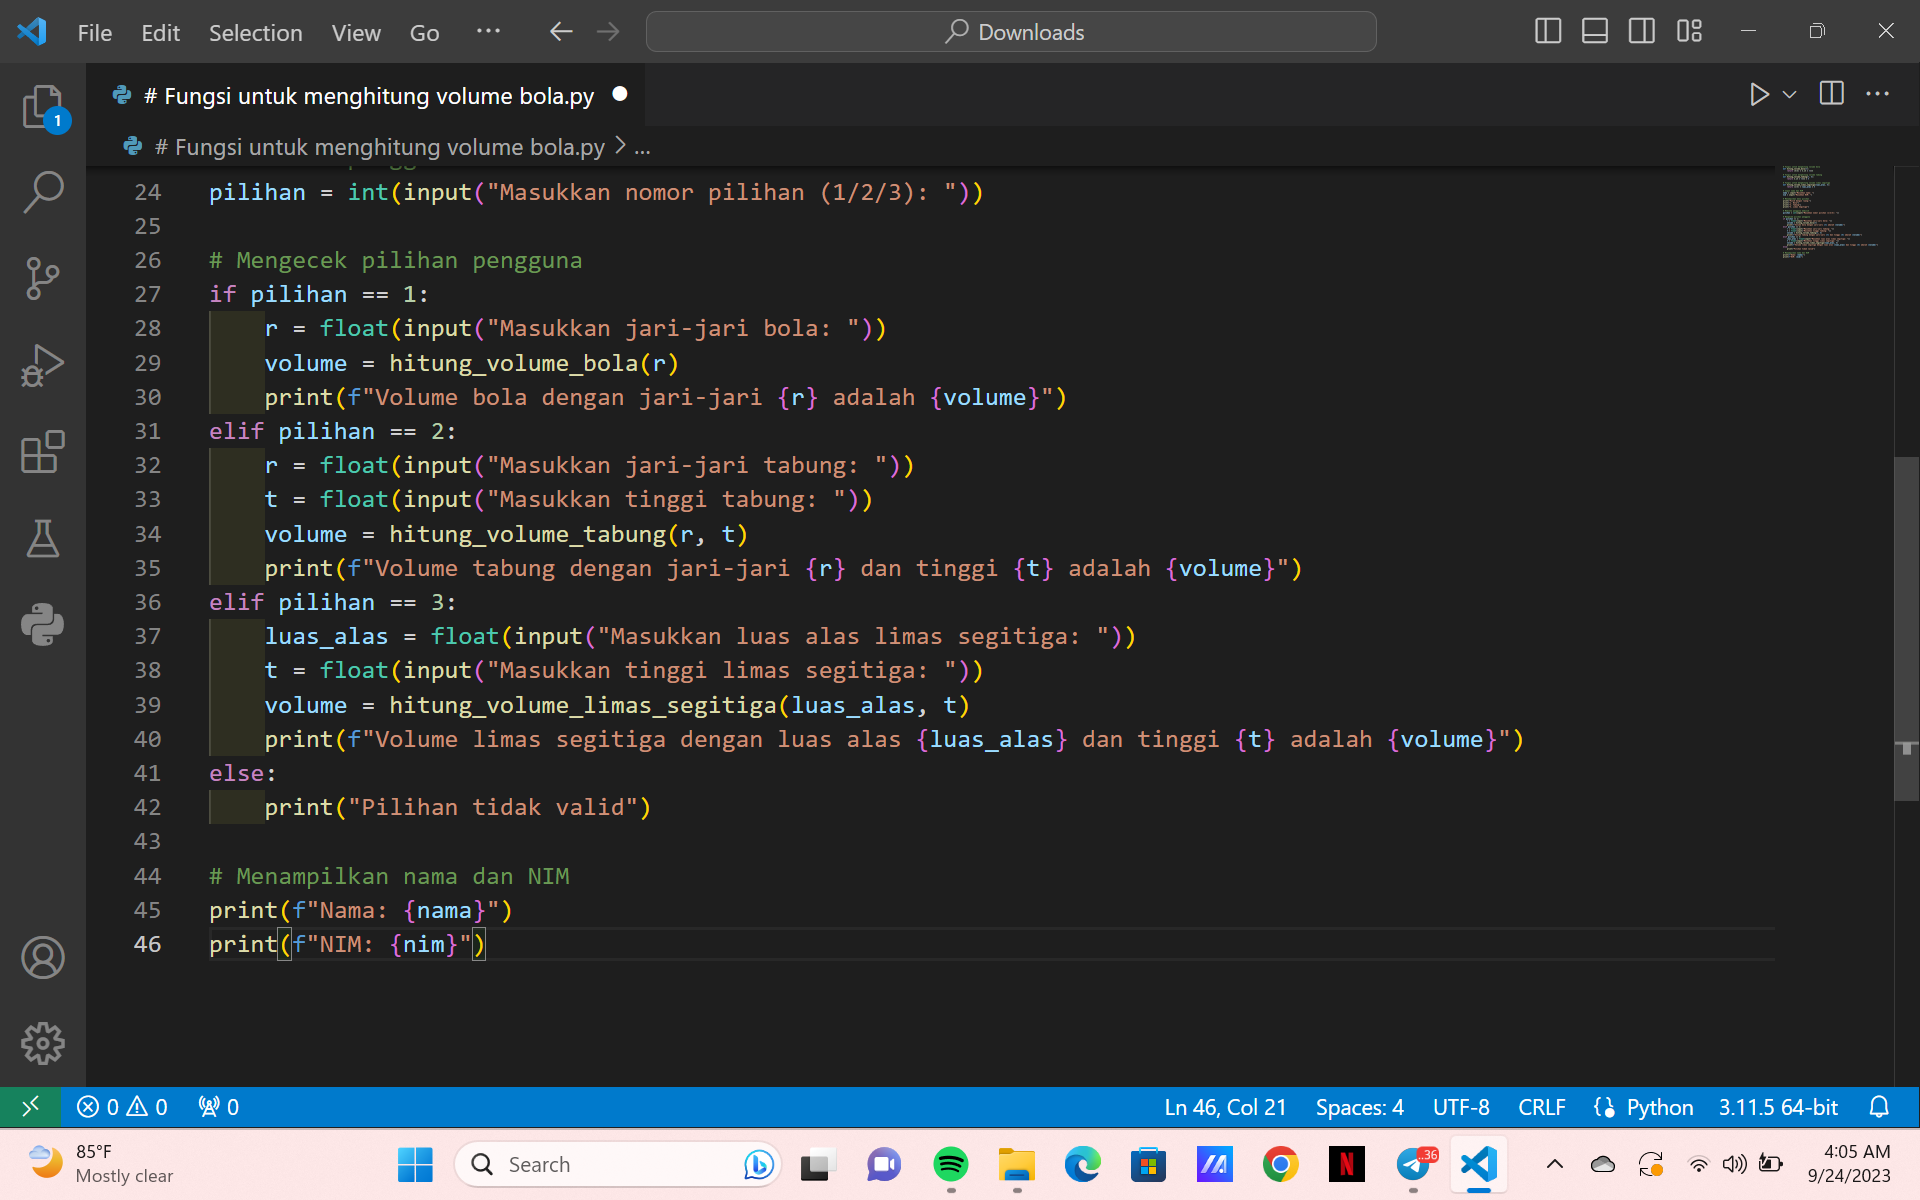 File Edit Selection View Go ... Downloads
# Fungsi untuk menghitung volume bola.py
1
# Fungsi untuk menghitung volume bola.py > ...
24 pilihan = int(input("Masukkan nomor pilihan (1/2/3): "))
25
26 # Mengecek pilihan pengguna
27 if pilihan == 1:
28     r = float(input("Masukkan jari-jari bola: "))
29     volume = hitung_volume_bola(r)
30     print(f"Volume bola dengan jari-jari {r} adalah {volume}")
31 elif pilihan == 2:
32     r = float(input("Masukkan jari-jari tabung: "))
33     t = float(input("Masukkan tinggi tabung: "))
34     volume = hitung_volume_tabung(r, t)
35     print(f"Volume tabung dengan jari-jari {r} dan tinggi {t} adalah {volume}")
36 elif pilihan == 3:
37     luas_alas = float(input("Masukkan luas alas limas segitiga: "))
38     t = float(input("Masukkan tinggi limas segitiga: "))
39     volume = hitung_volume_limas_segitiga(luas_alas, t)
40     print(f"Volume limas segitiga dengan luas alas {luas_alas} dan tinggi {t} adalah {volume}")
41 else:
42     print("Pilihan tidak valid")
43
44 # Menampilkan nama dan NIM
45 print(f"Nama: {nama}")
46 print(f"NIM: {nim}")
0 0 0 Ln 46, Col 21 Spaces: 4 UTF-8 CRLF Python 3.11.5 64-bit
85°F
Mostly clear
Search
N
36
4:05 AM
9/24/2023